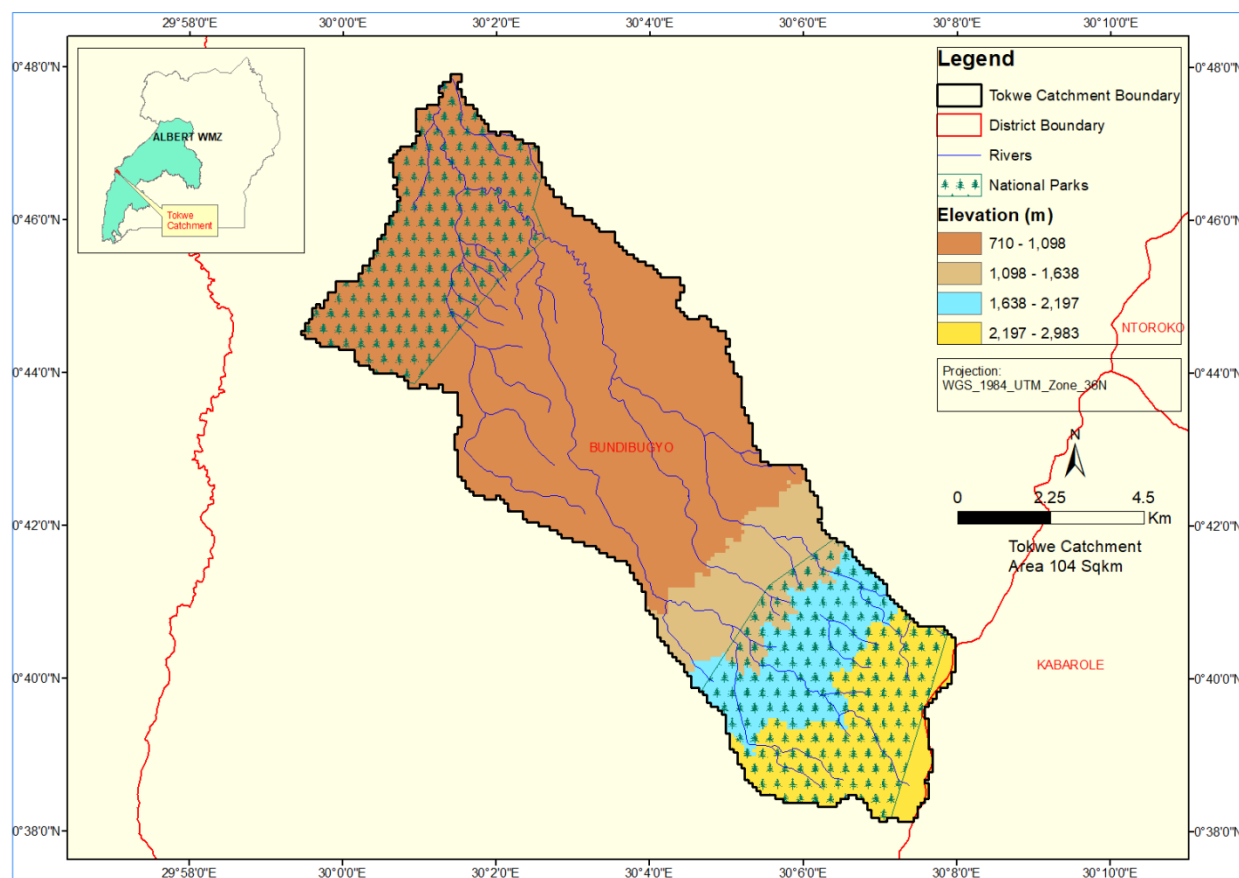 29°58'0"E 30°0'0"E 30°2'0"E 30°4'0"E 30°6'0"E 30°8'0"E 30°10'0"E
0°48'0"N 0°48'0"N
0°46'0"N 0°46'0"N
0°44'0"N 0°44'0"N
0°42'0"N 0°42'0"N
0°40'0"N 0°40'0"N
0°38'0"N 0°38'0"N
29°58'0"E 30°0'0"E 30°2'0"E 30°4'0"E 30°6'0"E 30°8'0"E 30°10'0"E
ALBERT WMZ
Tokwe
Catchment
BUNDIBUGYO
NTOROKO
KABAROLE
Legend
Tokwe Catchment Boundary
District Boundary
Rivers
National Parks
Elevation (m)
710 - 1,098
1,098 - 1,638
1,638 - 2,197
2,197 - 2,983
Projection:
WGS_1984_UTM_Zone_36N
N
0 2.25 4.5
Km
Tokwe Catchment
Area 104 Sqkm